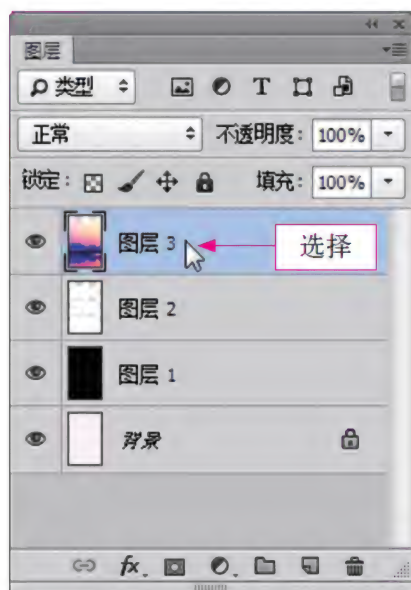 图层
类型 T
正常 不透明度: 100%
锁定: 填充: 100%
图层 3 选择
图层 2
图层 1
背景
fx.